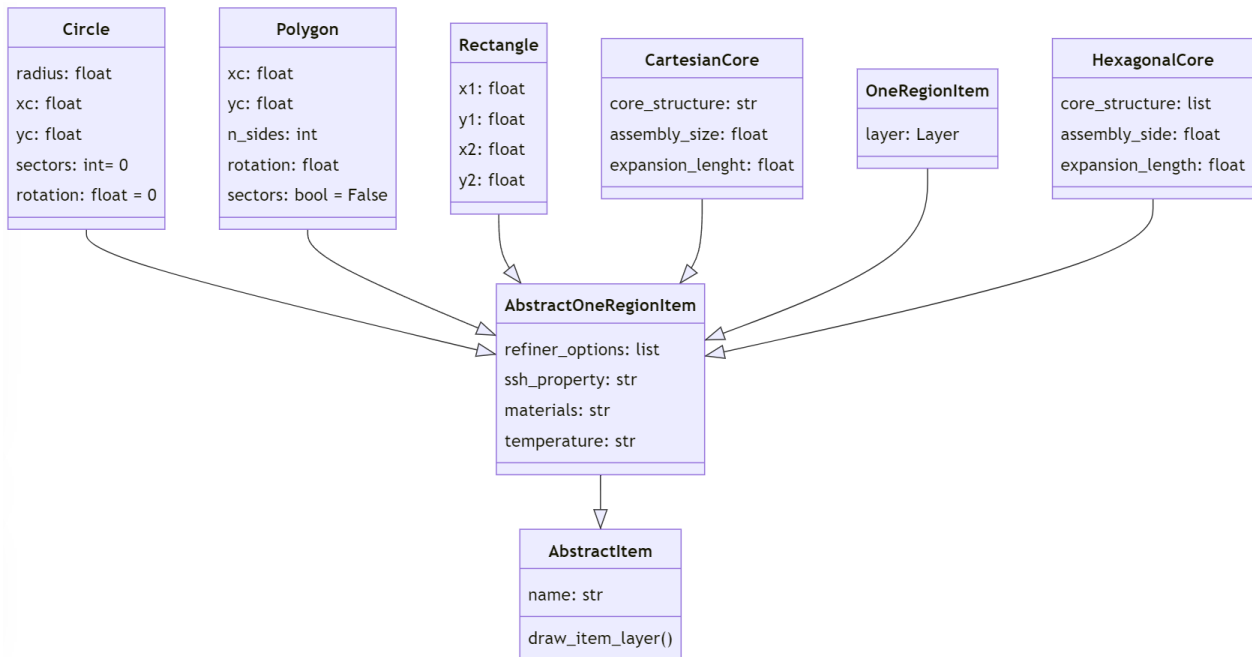 Circle
radius: float
xc: float
yc: float
sectors: int= 0
rotation: float = 0
Polygon
xc: float
yc: float
n_sides: int
rotation: float
sectors: bool = False
Rectangle
x1: float
y1: float
x2: float
y2: float
CartesianCore
core_structure: str
assembly_size: float
expansion_lenght: float
OneRegionItem
layer: Layer
HexagonalCore
core_structure: list
assembly_side: float
expansion_length: float
AbstractOneRegionItem
refiner_options: list
ssh_property: str
materials: str
temperature: str
AbstractItem
name: str
draw_item_layer()